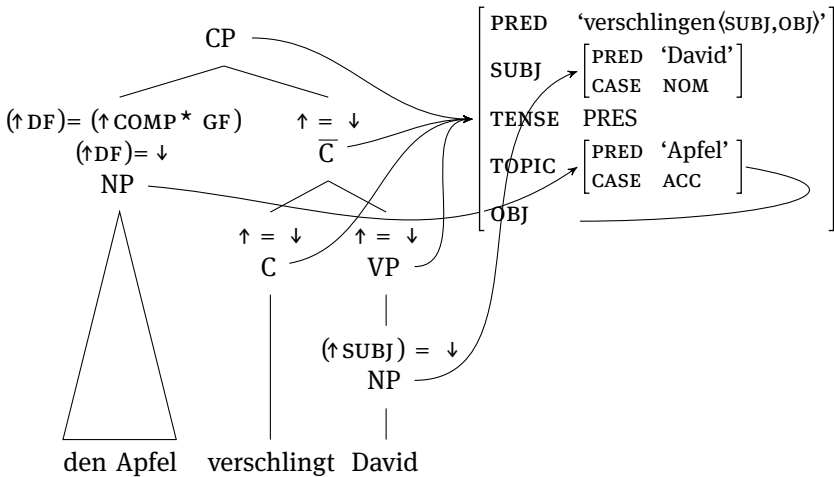 PRED ‘verschlingen⟨SUBJ,OBJ⟩’
CP
SUBJ [PRED ‘David’
CASE NOM]
(↑DF)= (↑COMP* GF) ↑ = ↓
TENSE PRES
(↑DF)= ↓ C̅
TOPIC [PRED ‘Apfel’
CASE ACC]
NP
OBJ
↑ = ↓ ↑ = ↓
C VP
(↑SUBJ) = ↓
NP
den Apfel verschlingt David